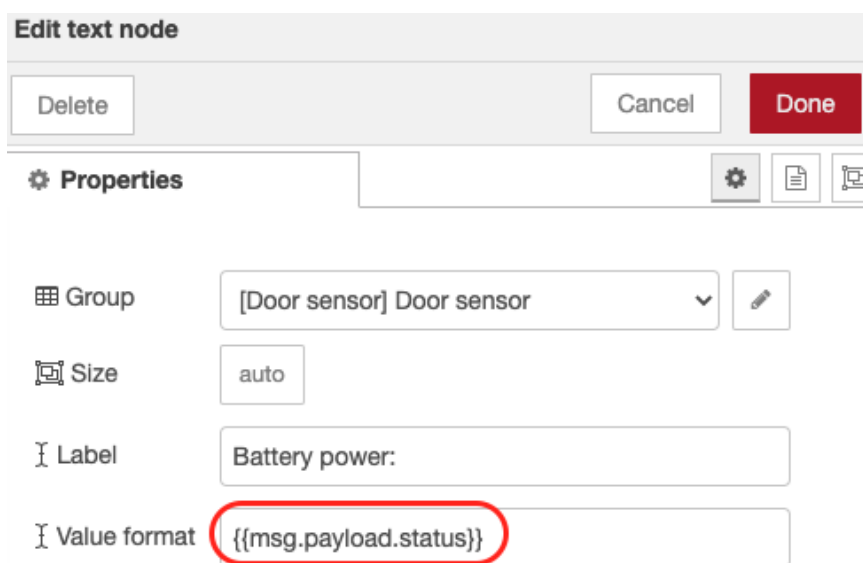 Edit text node
Delete Cancel Done
Properties
Group [Door sensor] Door sensor
Size auto
Label Battery power:
Value format {{msg.payload.status}}